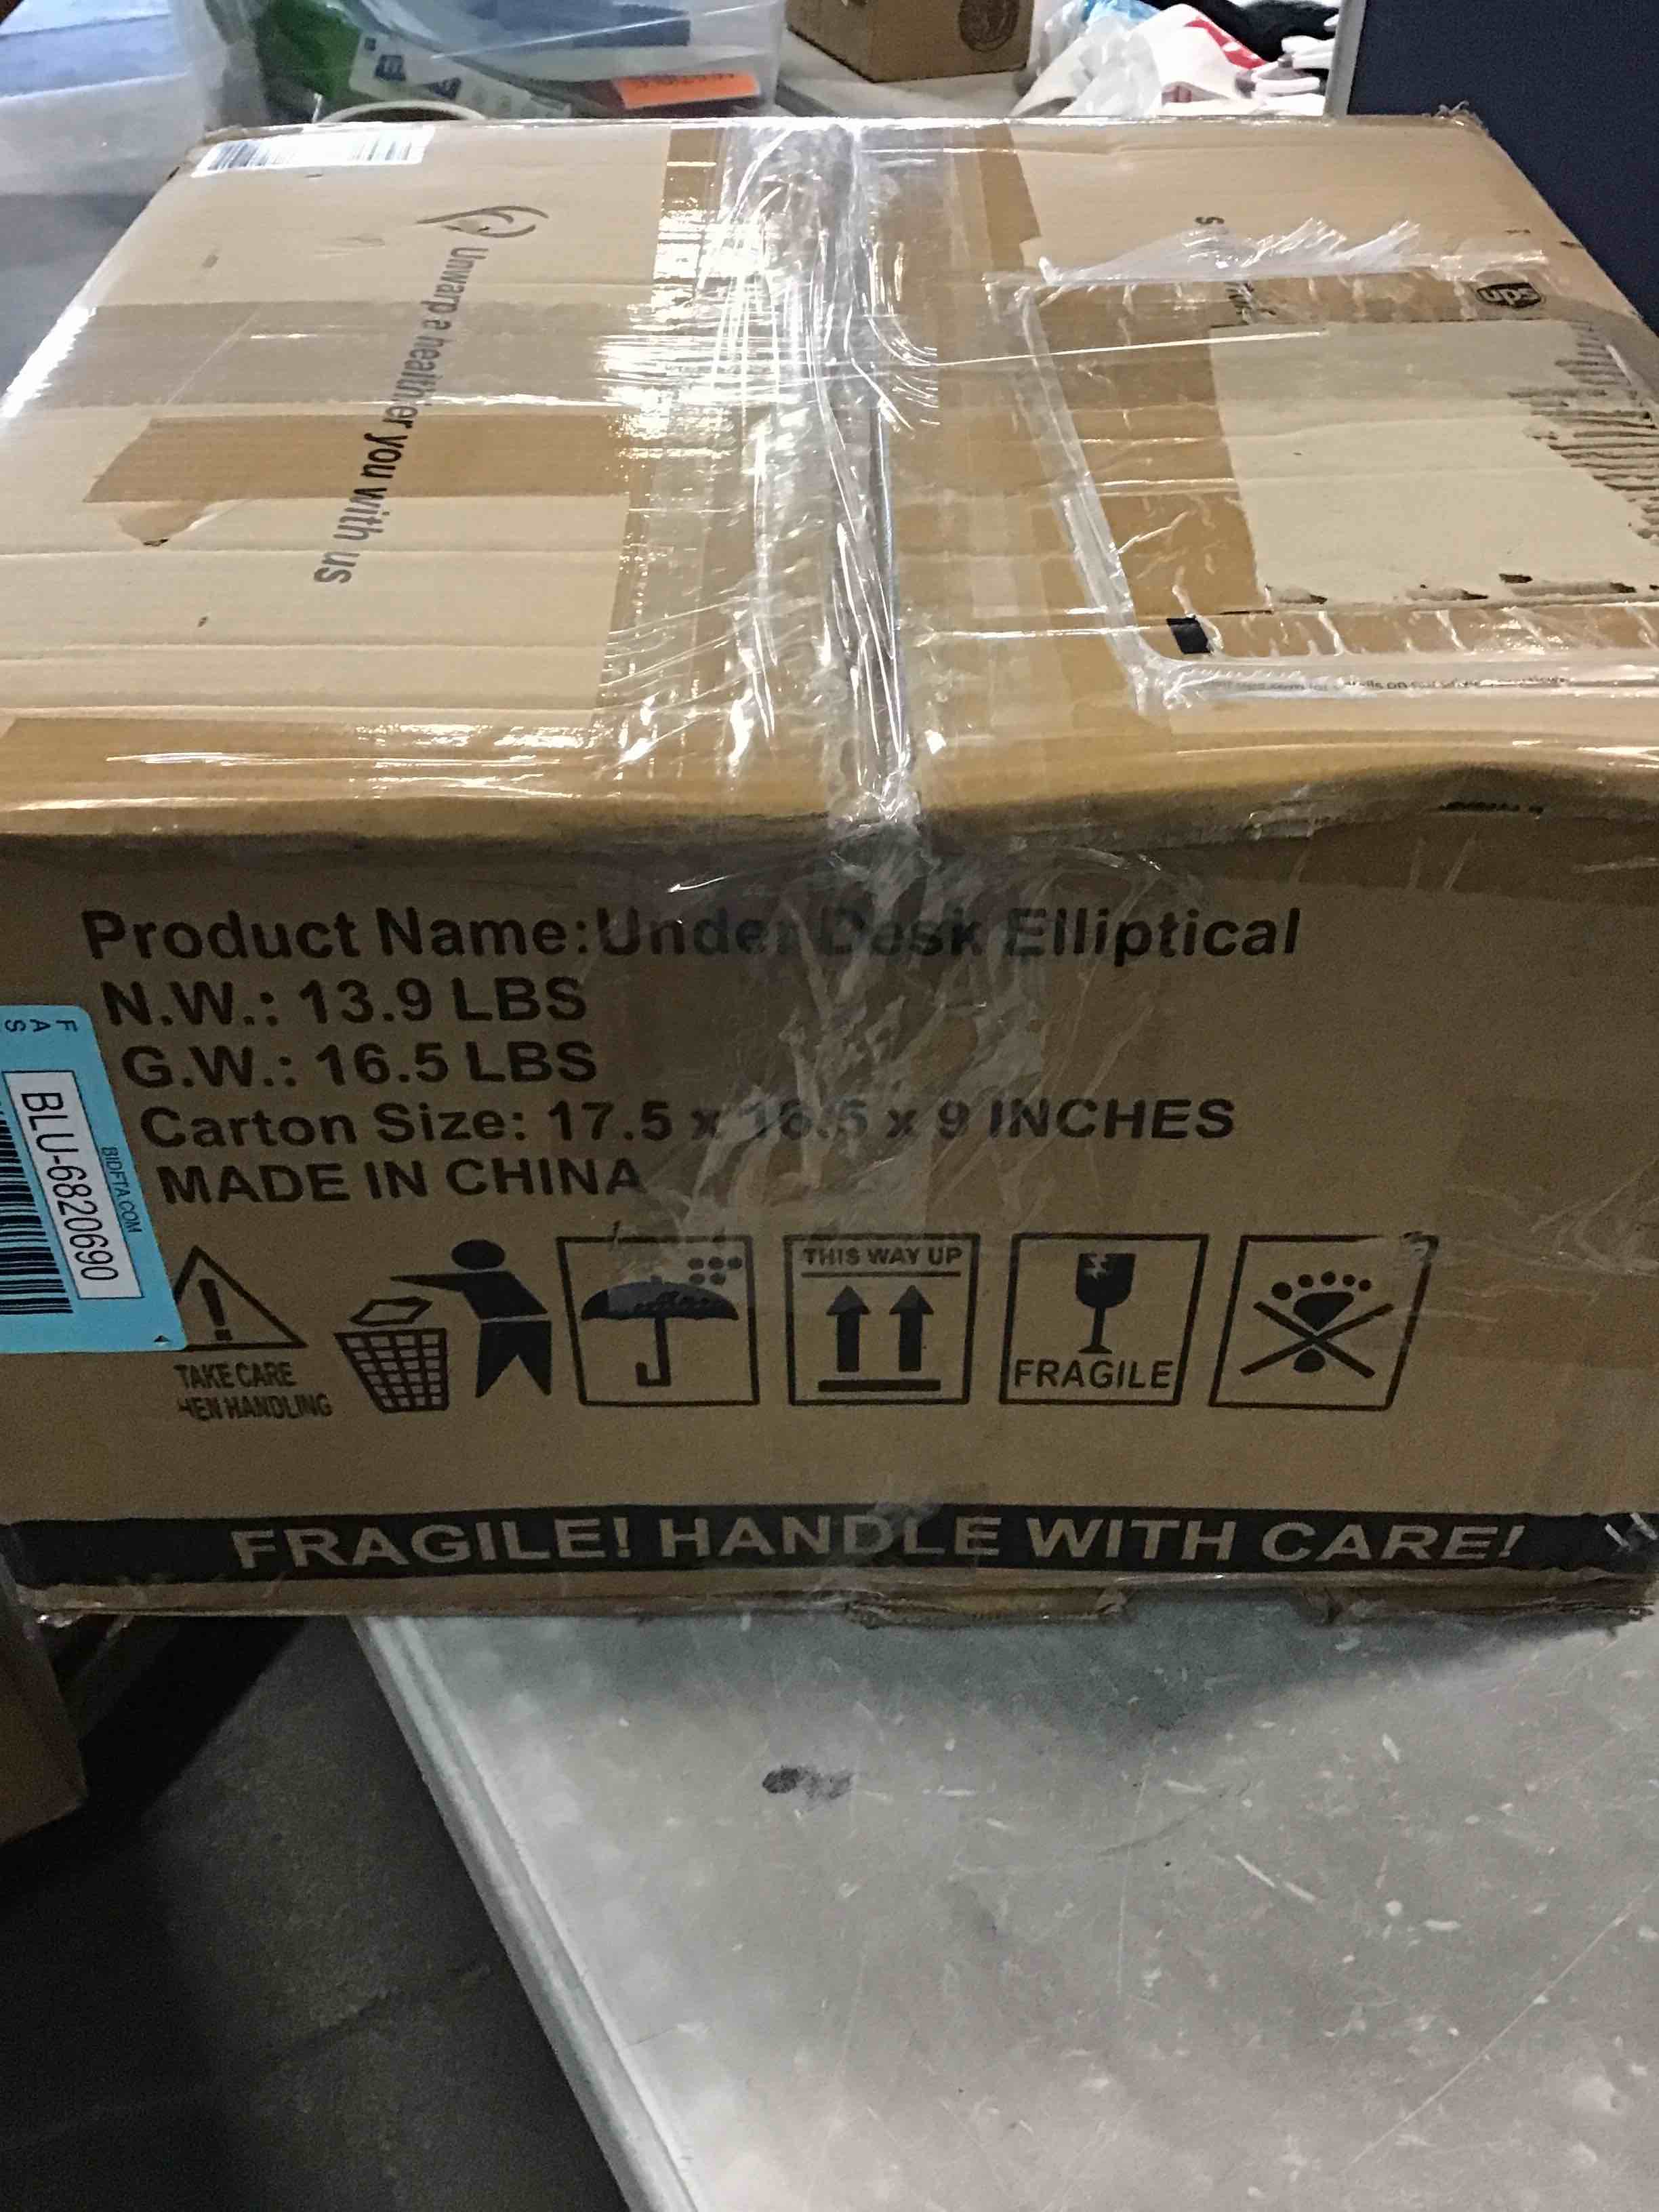 Unwarp a healthier you with us
s
ups
Product Name:Under Desk Elliptical
N.W.: 13.9 LBS
G.W.: 16.5 LBS
Carton Size: 17.5 x 16.5 x 9 INCHES
MADE IN CHINA
FAS
BIDFTA.COM
BLU-6820690
TAKE CARE
HANDLING
THIS WAY UP
FRAGILE
FRAGILE! HANDLE WITH CARE!